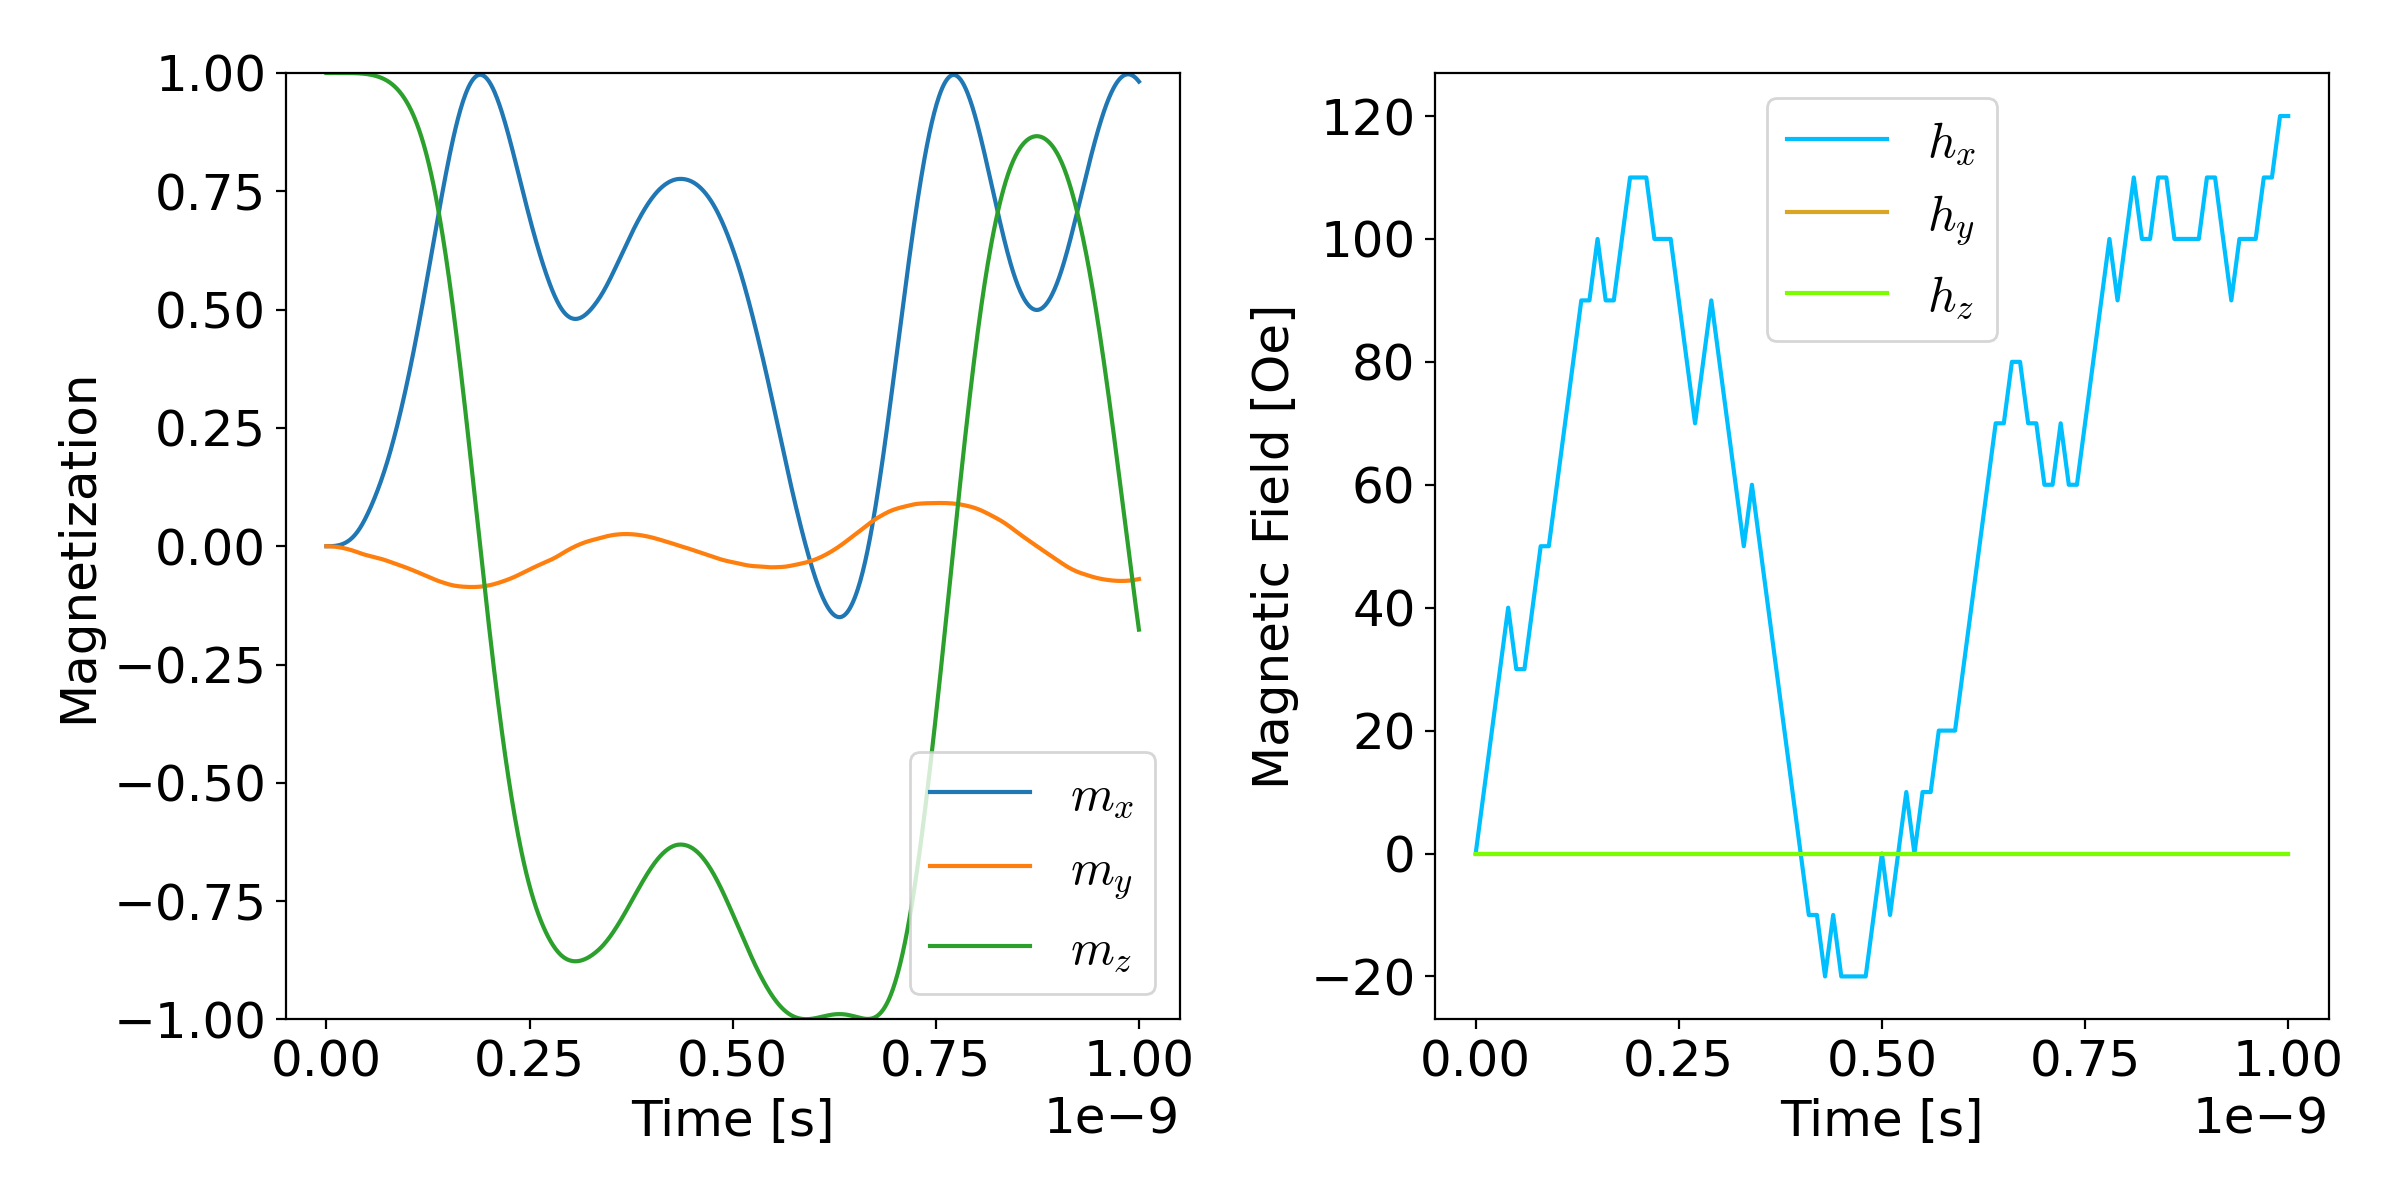 Magnetization
1.00
0.75
0.50
0.25
0.00
−0.25
−0.50
−0.75
−1.00
0.00 0.25 0.50 0.75 1.00
Time [s]
1e−9
m_x
m_y
m_z
Magnetic Field [Oe]
120
100
80
60
40
20
0
−20
0.00 0.25 0.50 0.75 1.00
Time [s]
1e−9
h_x
h_y
h_z